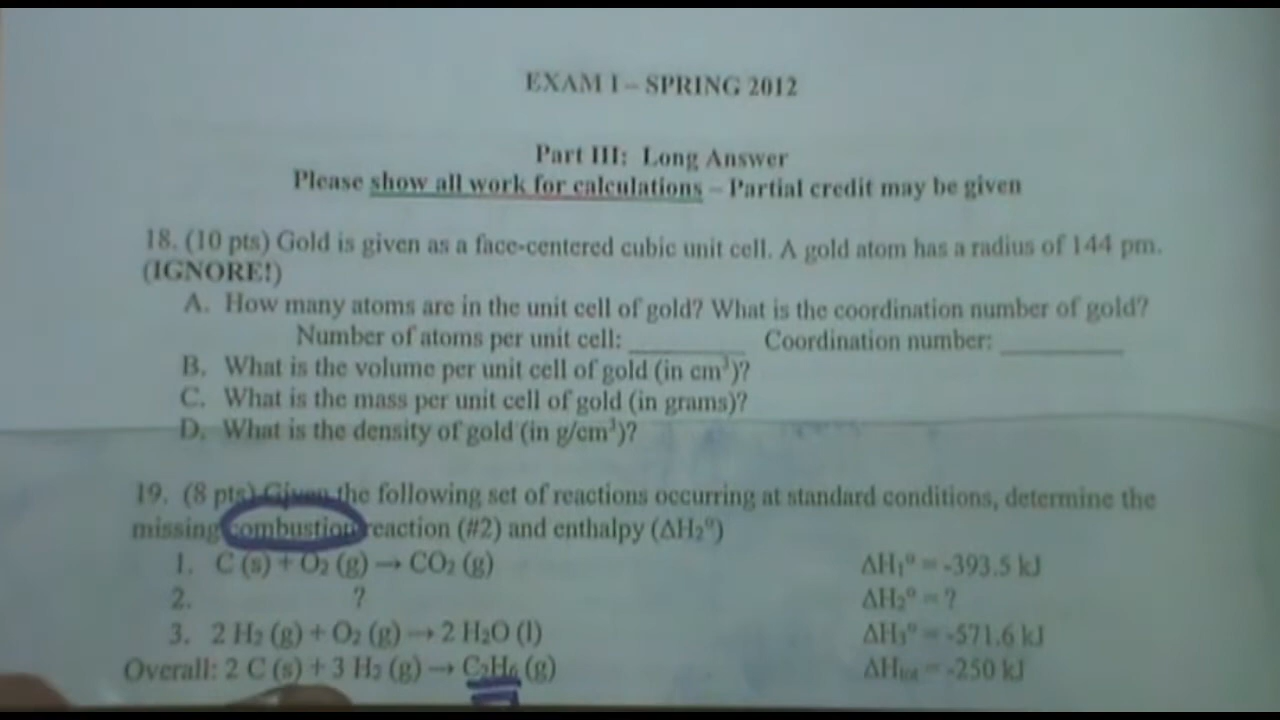 EXAM I – SPRING 2012
Part III: Long Answer
Please show all work for calculations – Partial credit may be given
18. (10 pts) Gold is given as a face-centered cubic unit cell. A gold atom has a radius of 144 pm.
(IGNORE!)
A. How many atoms are in the unit cell of gold? What is the coordination number of gold?
Number of atoms per unit cell: ________ Coordination number: ________
B. What is the volume per unit cell of gold (in cm³)?
C. What is the mass per unit cell of gold (in grams)?
D. What is the density of gold (in g/cm³)?
19. (8 pts) Given the following set of reactions occurring at standard conditions, determine the
missing combustion reaction (#2) and enthalpy (ΔH₂°)
1. C (s) + O₂ (g) → CO₂ (g) ΔH₁° = -393.5 kJ
2. ? ΔH₂° = ?
3. 2 H₂ (g) + O₂ (g) → 2 H₂O (l) ΔH₃° = -571.6 kJ
Overall: 2 C (s) + 3 H₂ (g) → C₂H₆ (g) ΔHtot = -250 kJ